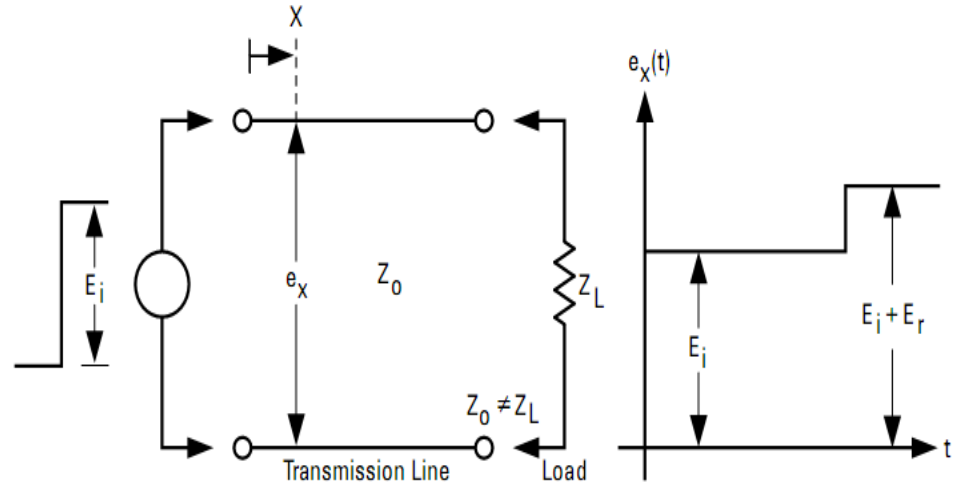 X
e_x(t)
E_i
e_x
Z_o
Z_L
E_i
E_i + E_r
Z_o ≠ Z_L
t
Transmission Line
Load